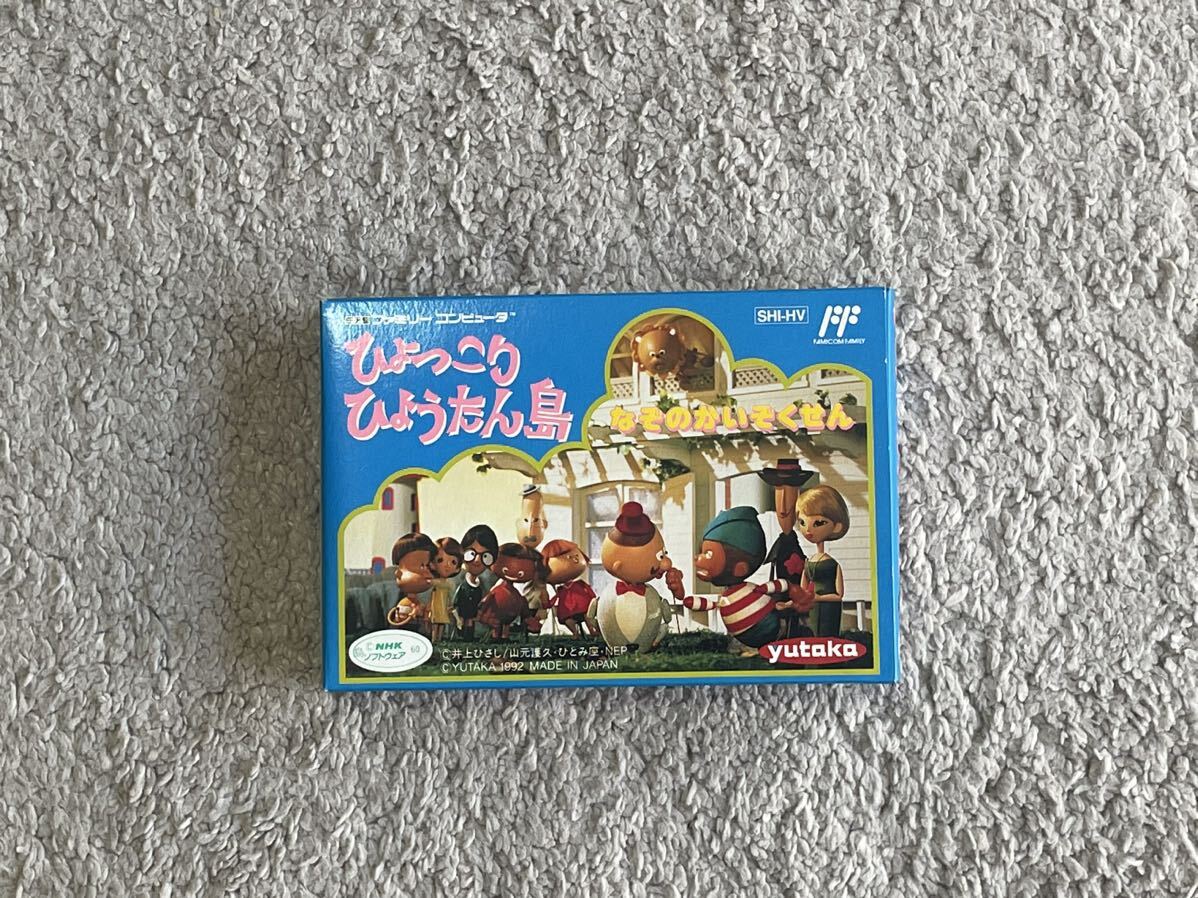 ファミリー コンピュータ™
SHI-HV
FAMICOM FAMILY
ひょっこり
ひょうたん島
なぞのかいぞくせん
©NHK
ソフトウェア
60
©井上ひさし/山元護久・ひとみ座・NEP
©YUTAKA 1992 MADE IN JAPAN
yutaka